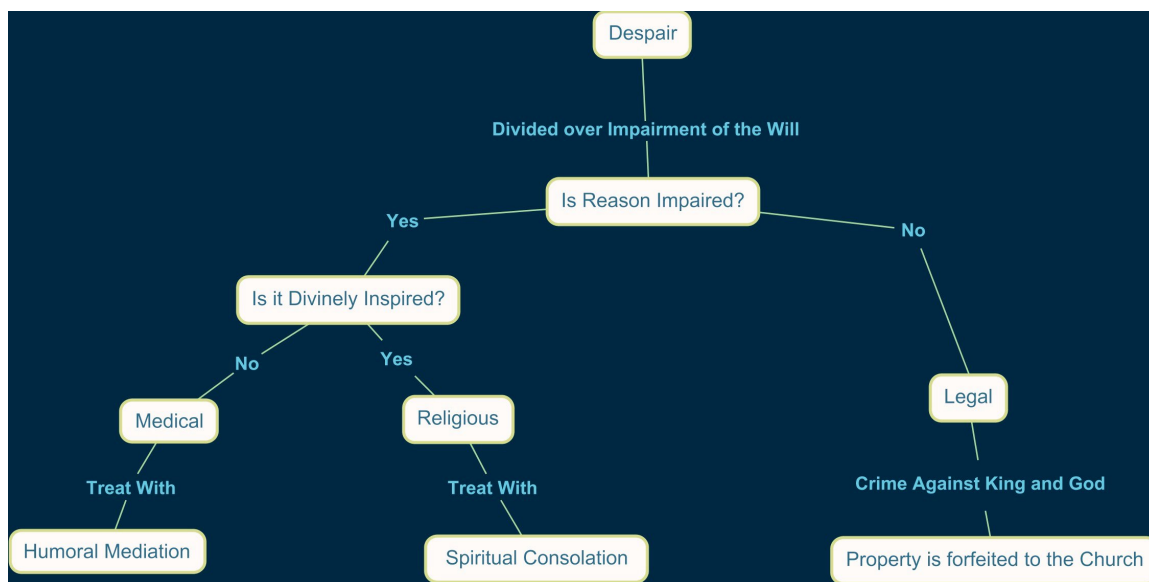 Despair
Divided over Impairment of the Will
Is Reason Impaired?
Yes
No
Is it Divinely Inspired?
No
Yes
Medical
Religious
Legal
Treat With
Treat With
Crime Against King and God
Humoral Mediation
Spiritual Consolation
Property is forfeited to the Church